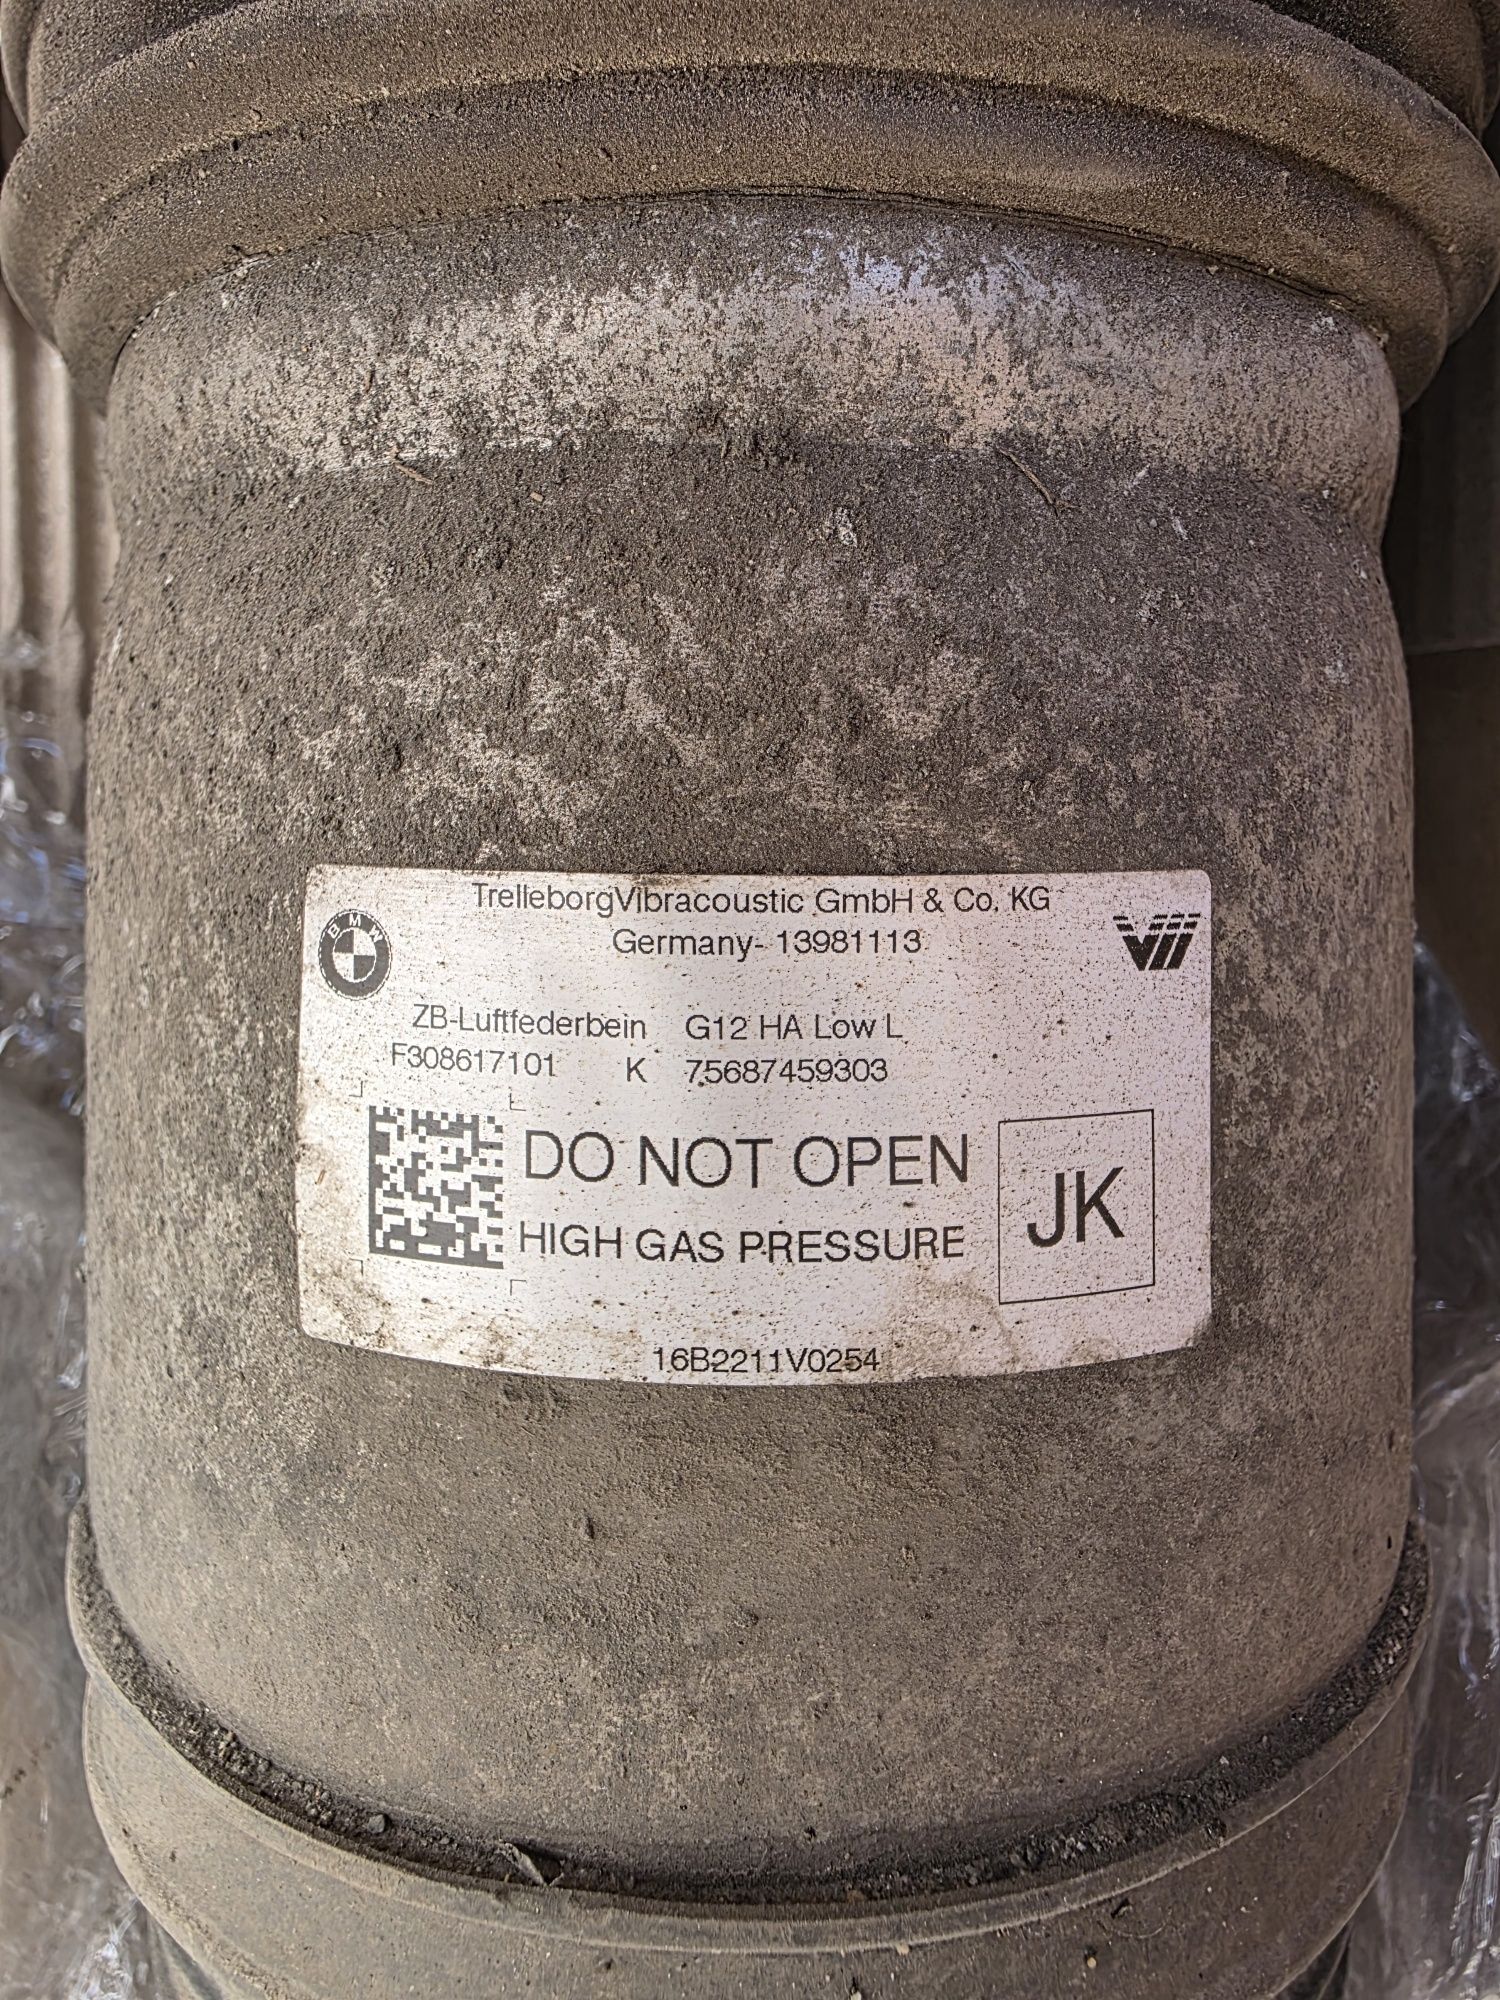 TrelleborgVibracoustic GmbH & Co. KG
Germany- 13981113
BMW
ZB-Luftfederbein G12 HA Low L
F308617101 K 75687459303
DO NOT OPEN
HIGH GAS PRESSURE
JK
16B2211V0254